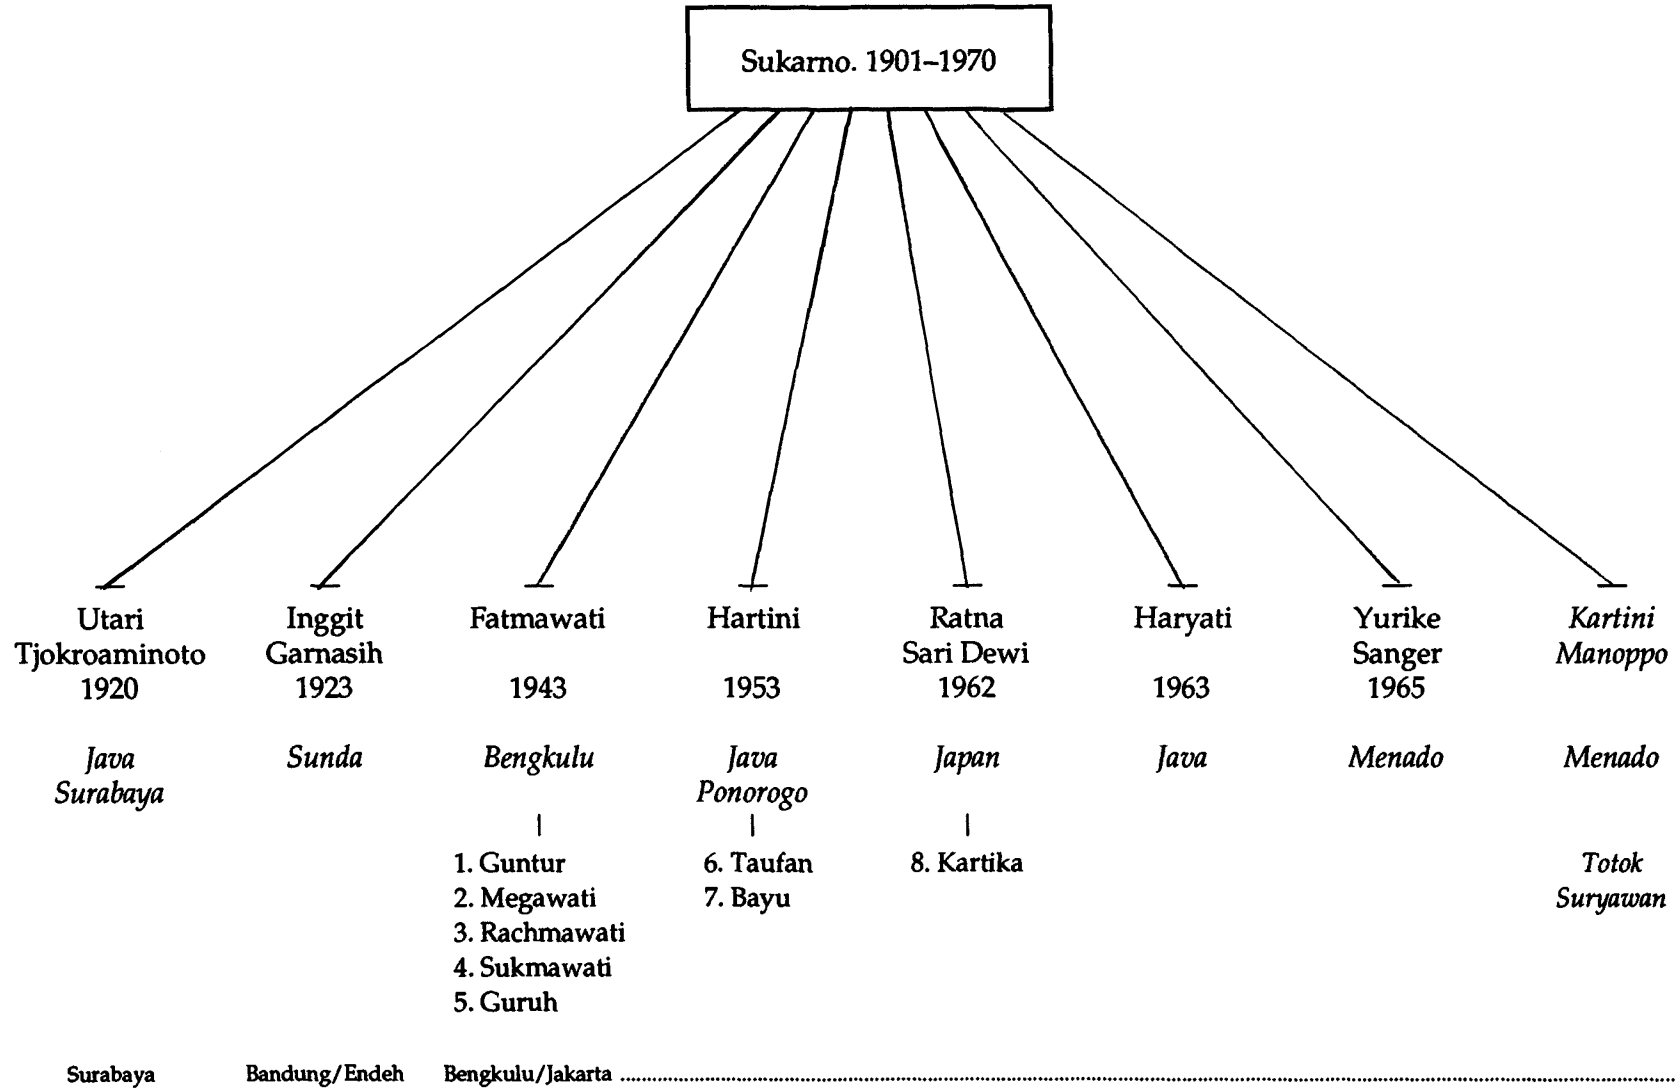 Sukarno. 1901–1970
Utari
Tjokroaminoto
1920
Java
Surabaya
Inggit
Garnasih
1923
Sunda
Fatmawati
1943
Bengkulu
1. Guntur
2. Megawati
3. Rachmawati
4. Sukmawati
5. Guruh
Hartini
1953
Java
Ponorogo
6. Taufan
7. Bayu
Ratna
Sari Dewi
1962
Japan
8. Kartika
Haryati
1963
Java
Yurike
Sanger
1965
Menado
Kartini
Manoppo
Menado
Totok
Suryawan
Surabaya
Bandung/Endeh
Bengkulu/Jakarta ........................................................................